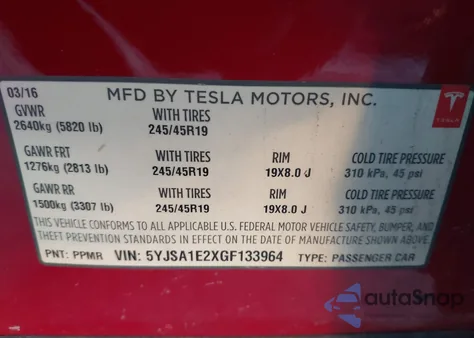 03/16 MFD BY TESLA MOTORS, INC.
GVWR WITH TIRES
2640kg (5820 lb) 245/45R19
TESLA
GAWR FRT WITH TIRES RIM COLD TIRE PRESSURE
1276kg (2813 lb) 245/45R19 19X8.0 J 310 kPa, 45 psi
GAWR RR WITH TIRES RIM COLD TIRE PRESSURE
1500kg (3307 lb) 245/45R19 19X8.0 J 310 kPa, 45 psi
THIS VEHICLE CONFORMS TO ALL APPLICABLE U.S. FEDERAL MOTOR VEHICLE SAFETY, BUMPER, AND
THEFT PREVENTION STANDARDS IN EFFECT ON THE DATE OF MANUFACTURE SHOWN ABOVE.
PNT: PPMR VIN: 5YJSA1E2XGF133964 TYPE: PASSENGER CAR
autoSnap